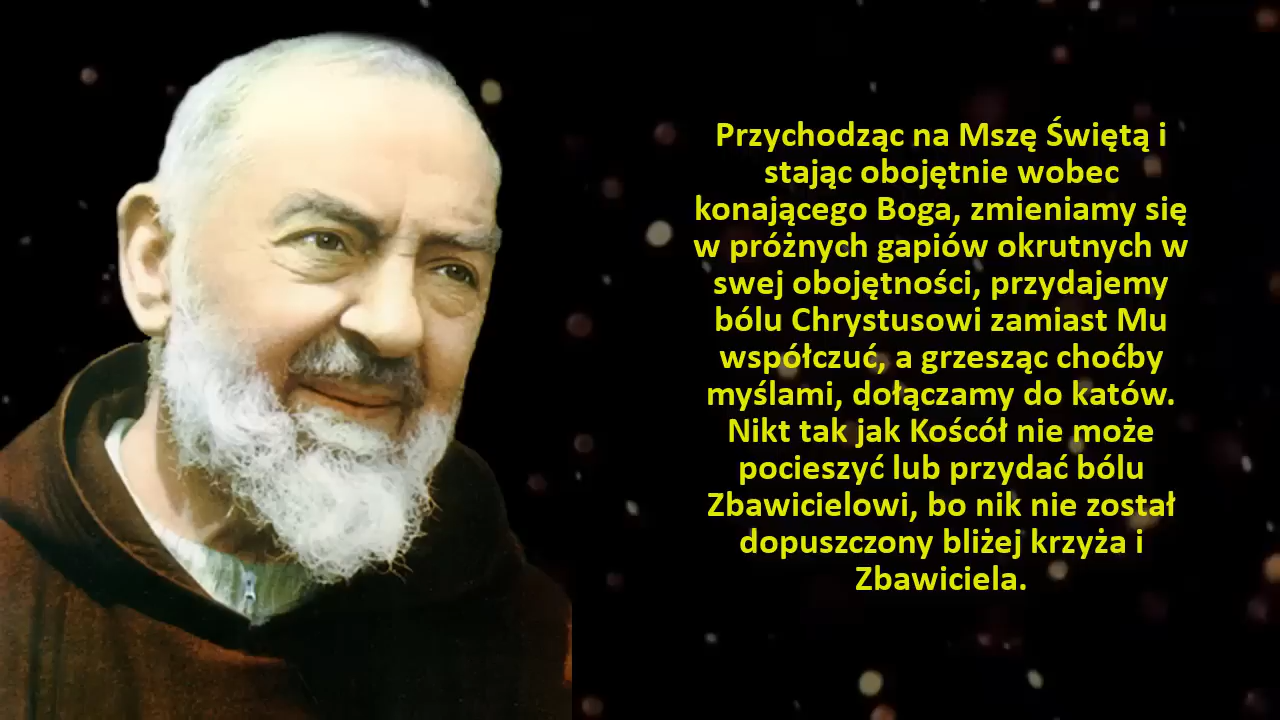 Przychodząc na Mszę Świętą i
stając obojętnie wobec
konającego Boga, zmieniamy się
w próżnych gapiów okrutnych w
swej obojętności, przydajemy
bólu Chrystusowi zamiast Mu
współczuć, a grzesząc choćby
myślami, dołączamy do katów.
Nikt tak jak Koścół nie może
pocieszyć lub przydać bólu
Zbawicielowi, bo nik nie został
dopuszczony bliżej krzyża i
Zbawiciela.